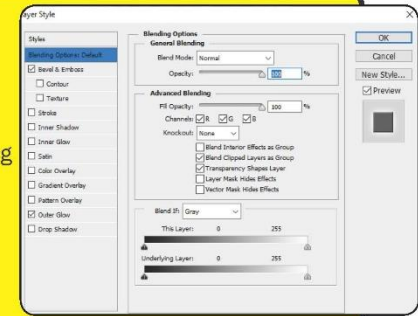 ayer Style
Styles
Blending Options: Default
Bevel & Emboss
Contour
Texture
Stroke
Inner Shadow
Inner Glow
Satin
Color Overlay
Gradient Overlay
Pattern Overlay
Outer Glow
Drop Shadow
Blending Options
General Blending
Blend Mode: Normal
Opacity: 100 %
Advanced Blending
Fill Opacity: 100 %
Channels: R G B
Knockout: None
Blend Interior Effects as Group
Blend Clipped Layers as Group
Transparency Shapes Layer
Layer Mask Hides Effects
Vector Mask Hides Effects
Blend If: Gray
This Layer: 0 255
Underlying Layer: 0 255
OK
Cancel
New Style...
Preview
g